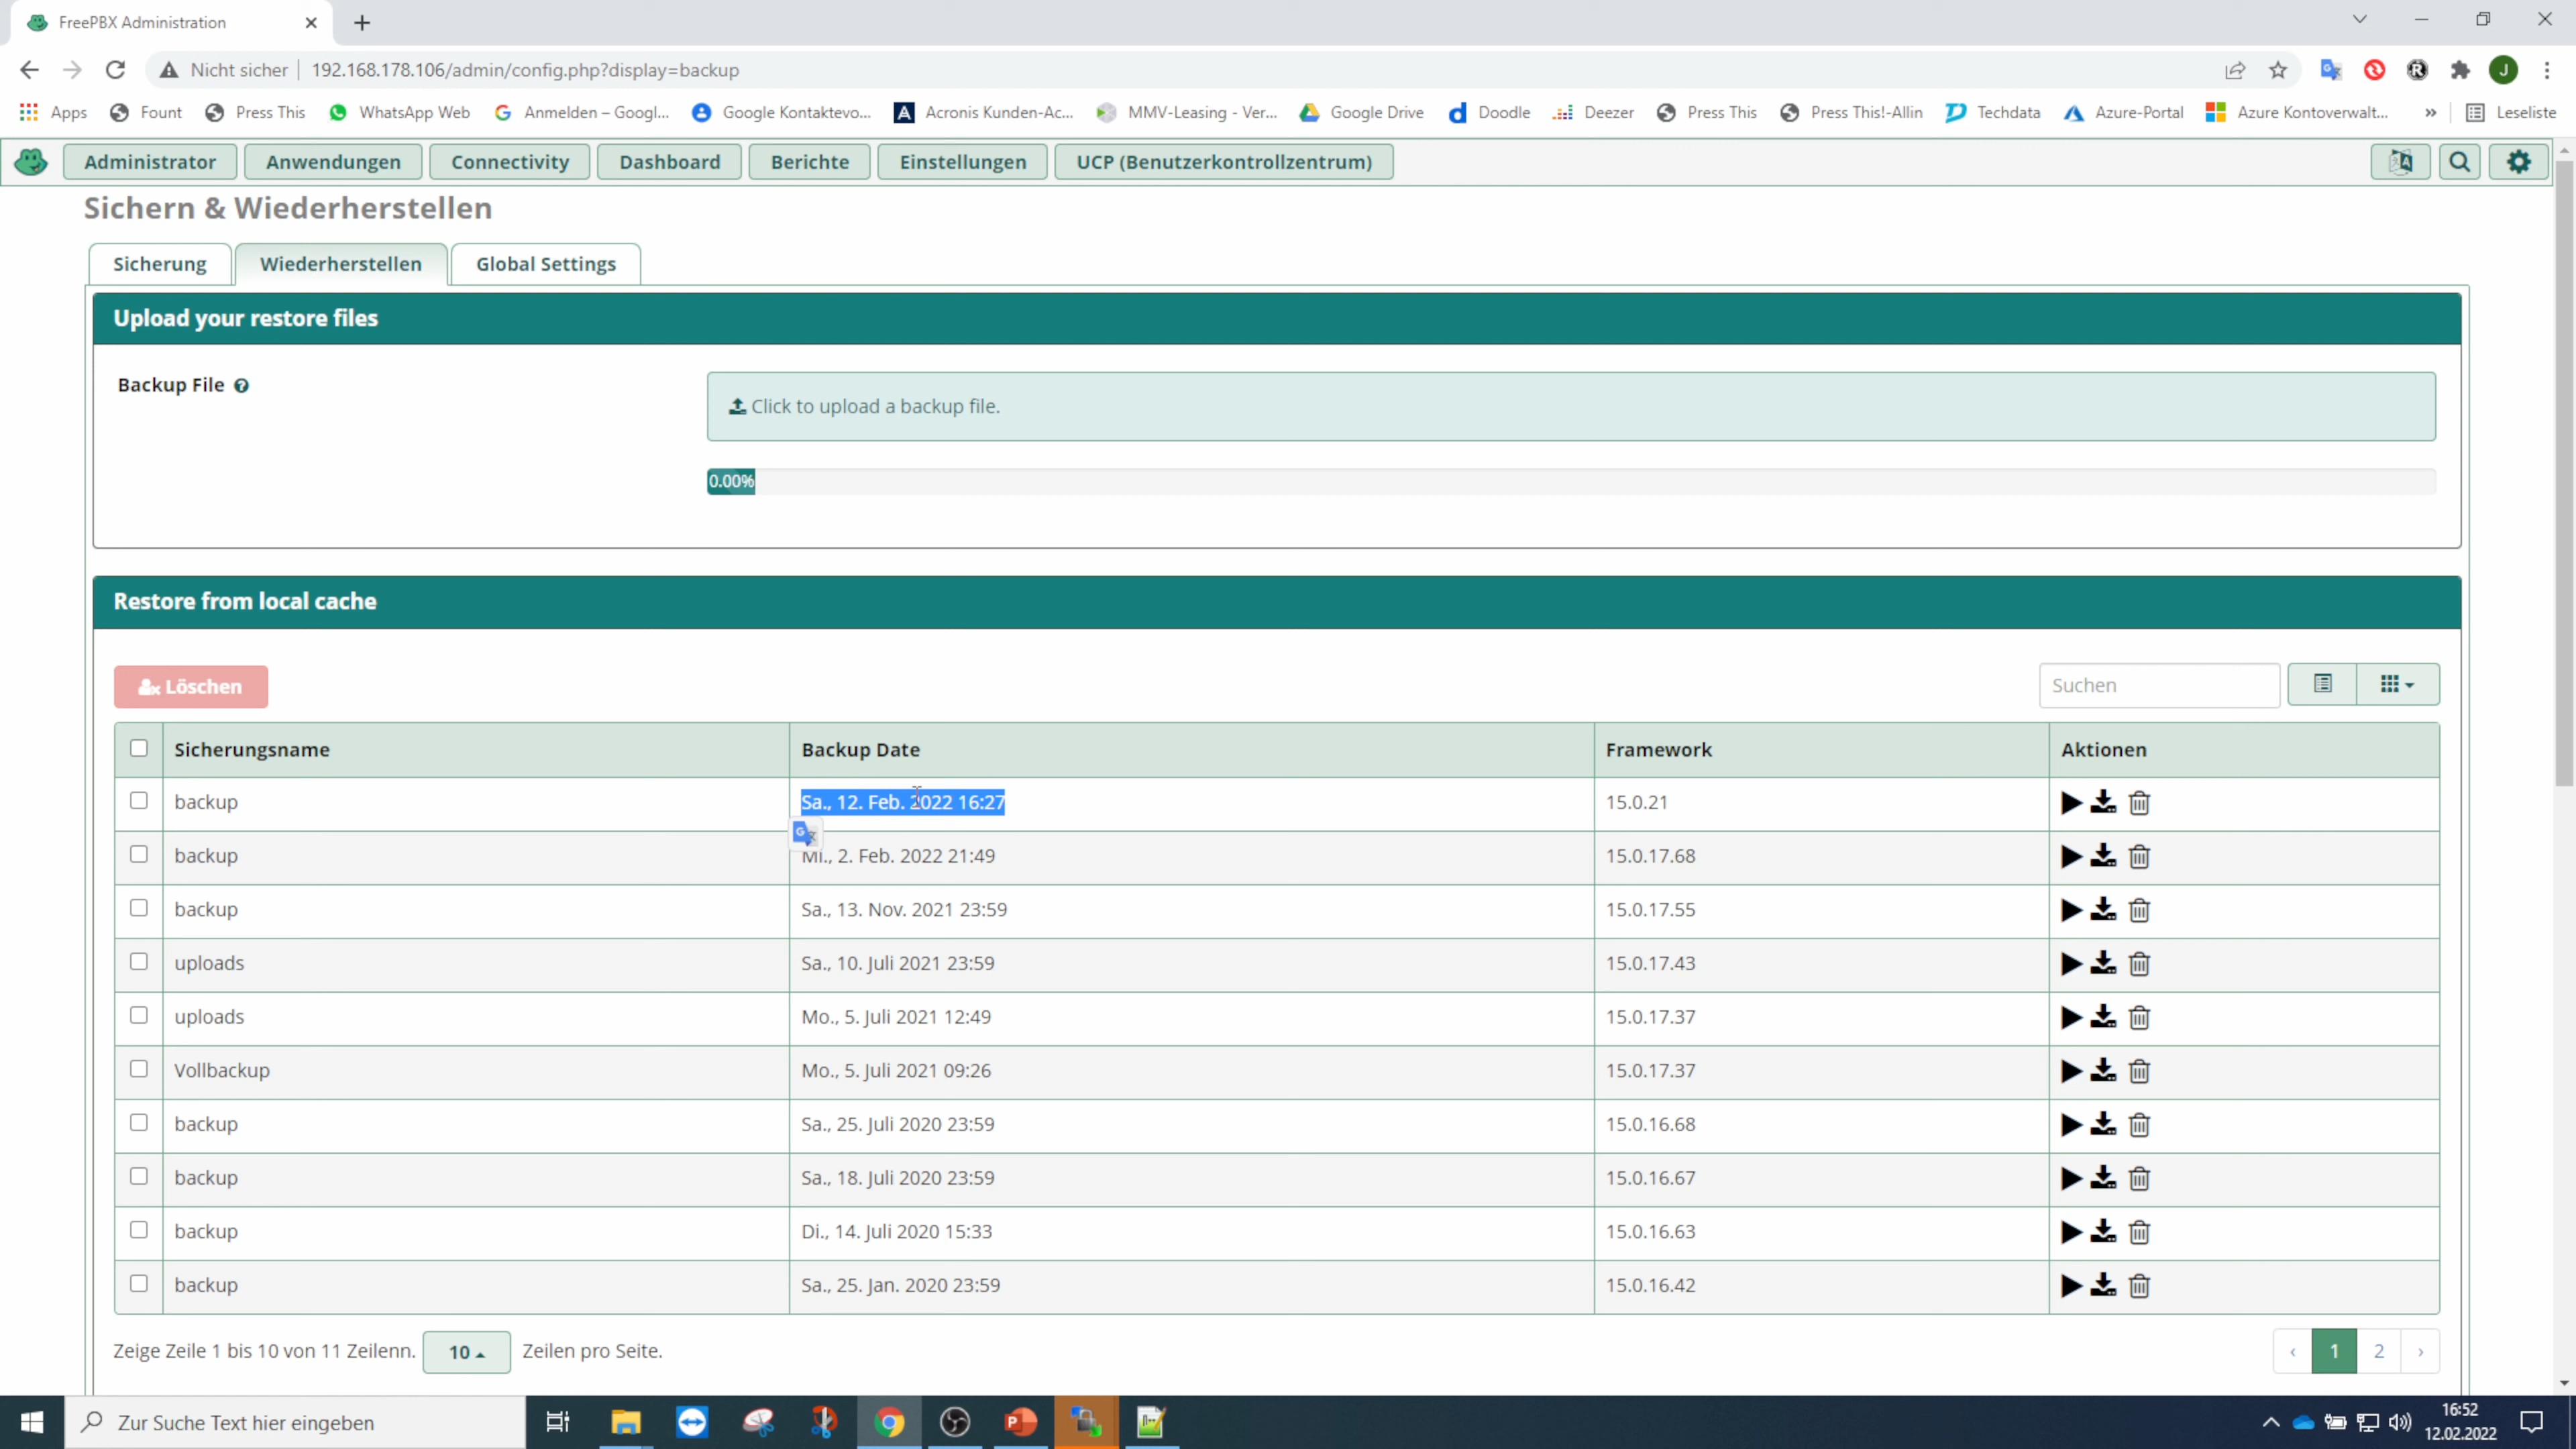 FreePBX Administration
Nicht sicher 192.168.178.106/admin/config.php?display=backup
J
Apps Fount Press This WhatsApp Web Anmelden – Googl... Google Kontaktevo... Acronis Kunden-Ac... MMV-Leasing - Ver... Google Drive Doodle Deezer Press This Press This!-Allin Techdata Azure-Portal Azure Kontoverwalt... » Leseliste
Administrator Anwendungen Connectivity Dashboard Berichte Einstellungen UCP (Benutzerkontrollzentrum)
Sichern & Wiederherstellen
Sicherung Wiederherstellen Global Settings
Upload your restore files
Backup File
Click to upload a backup file.
0.00%
Restore from local cache
Löschen Suchen
Sicherungsname Backup Date Framework Aktionen
backup Sa., 12. Feb. 2022 16:27 15.0.21
backup Mi., 2. Feb. 2022 21:49 15.0.17.68
backup Sa., 13. Nov. 2021 23:59 15.0.17.55
uploads Sa., 10. Juli 2021 23:59 15.0.17.43
uploads Mo., 5. Juli 2021 12:49 15.0.17.37
Vollbackup Mo., 5. Juli 2021 09:26 15.0.17.37
backup Sa., 25. Juli 2020 23:59 15.0.16.68
backup Sa., 18. Juli 2020 23:59 15.0.16.67
backup Di., 14. Juli 2020 15:33 15.0.16.63
backup Sa., 25. Jan. 2020 23:59 15.0.16.42
Zeige Zeile 1 bis 10 von 11 Zeilenn. 10 Zeilen pro Seite. ‹ 1 2 ›
Zur Suche Text hier eingeben
16:52
12.02.2022